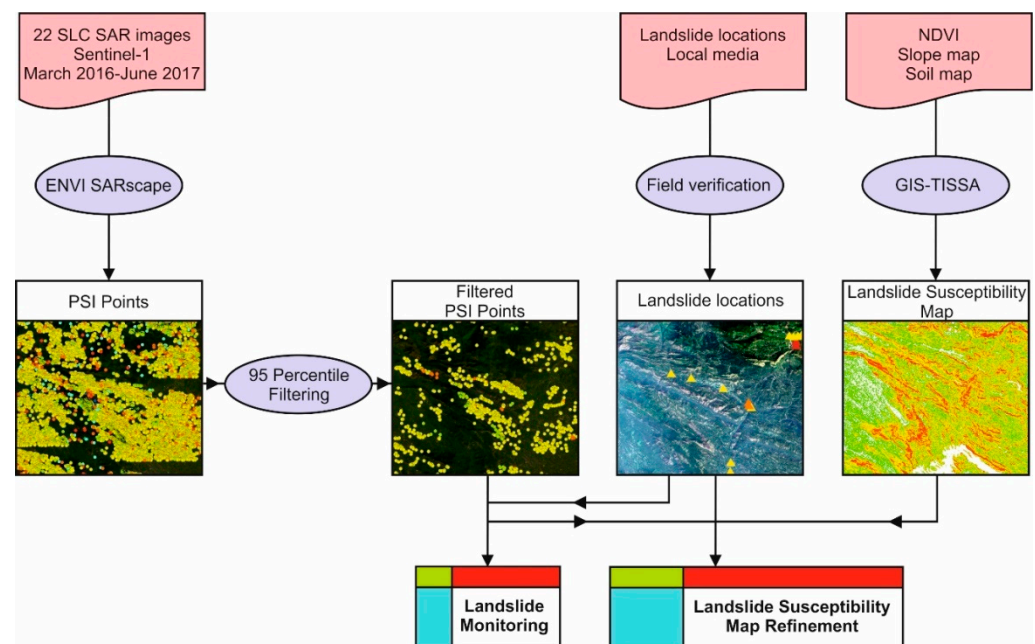 22 SLC SAR images
Sentinel-1
March 2016-June 2017
Landslide locations
Local media
NDVI
Slope map
Soil map
ENVI SARscape
Field verification
GIS-TISSA
PSI Points
Filtered
PSI Points
Landslide locations
Landslide Susceptibility
Map
95 Percentile
Filtering
Landslide
Monitoring
Landslide Susceptibility
Map Refinement